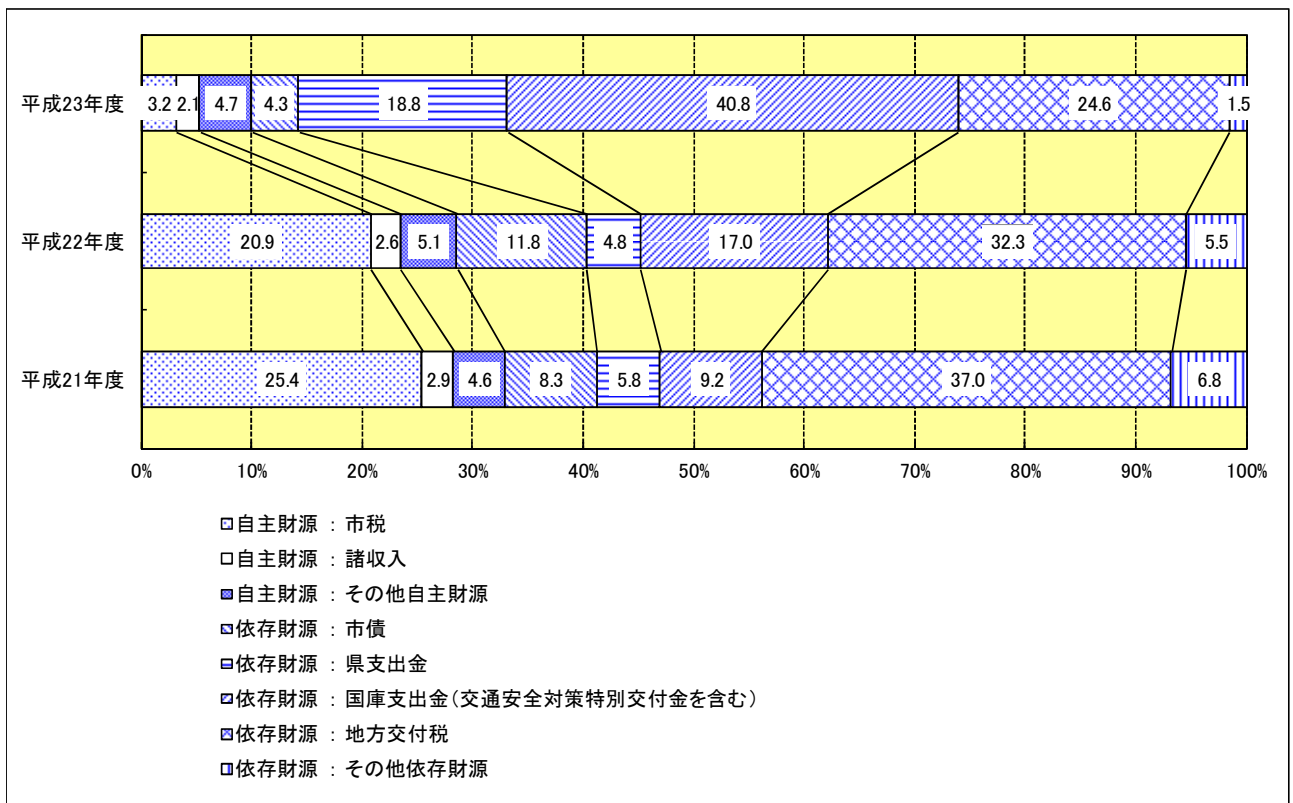 平成23年度
3.2 2.1 4.7 4.3 18.8 40.8 24.6 1.5
平成22年度
20.9 2.6 5.1 11.8 4.8 17.0 32.3 5.5
平成21年度
25.4 2.9 4.6 8.3 5.8 9.2 37.0 6.8
0% 10% 20% 30% 40% 50% 60% 70% 80% 90% 100%
自主財源 : 市税
自主財源 : 諸収入
自主財源 : その他自主財源
依存財源 : 市債
依存財源 : 県支出金
依存財源 : 国庫支出金(交通安全対策特別交付金を含む)
依存財源 : 地方交付税
依存財源 : その他依存財源